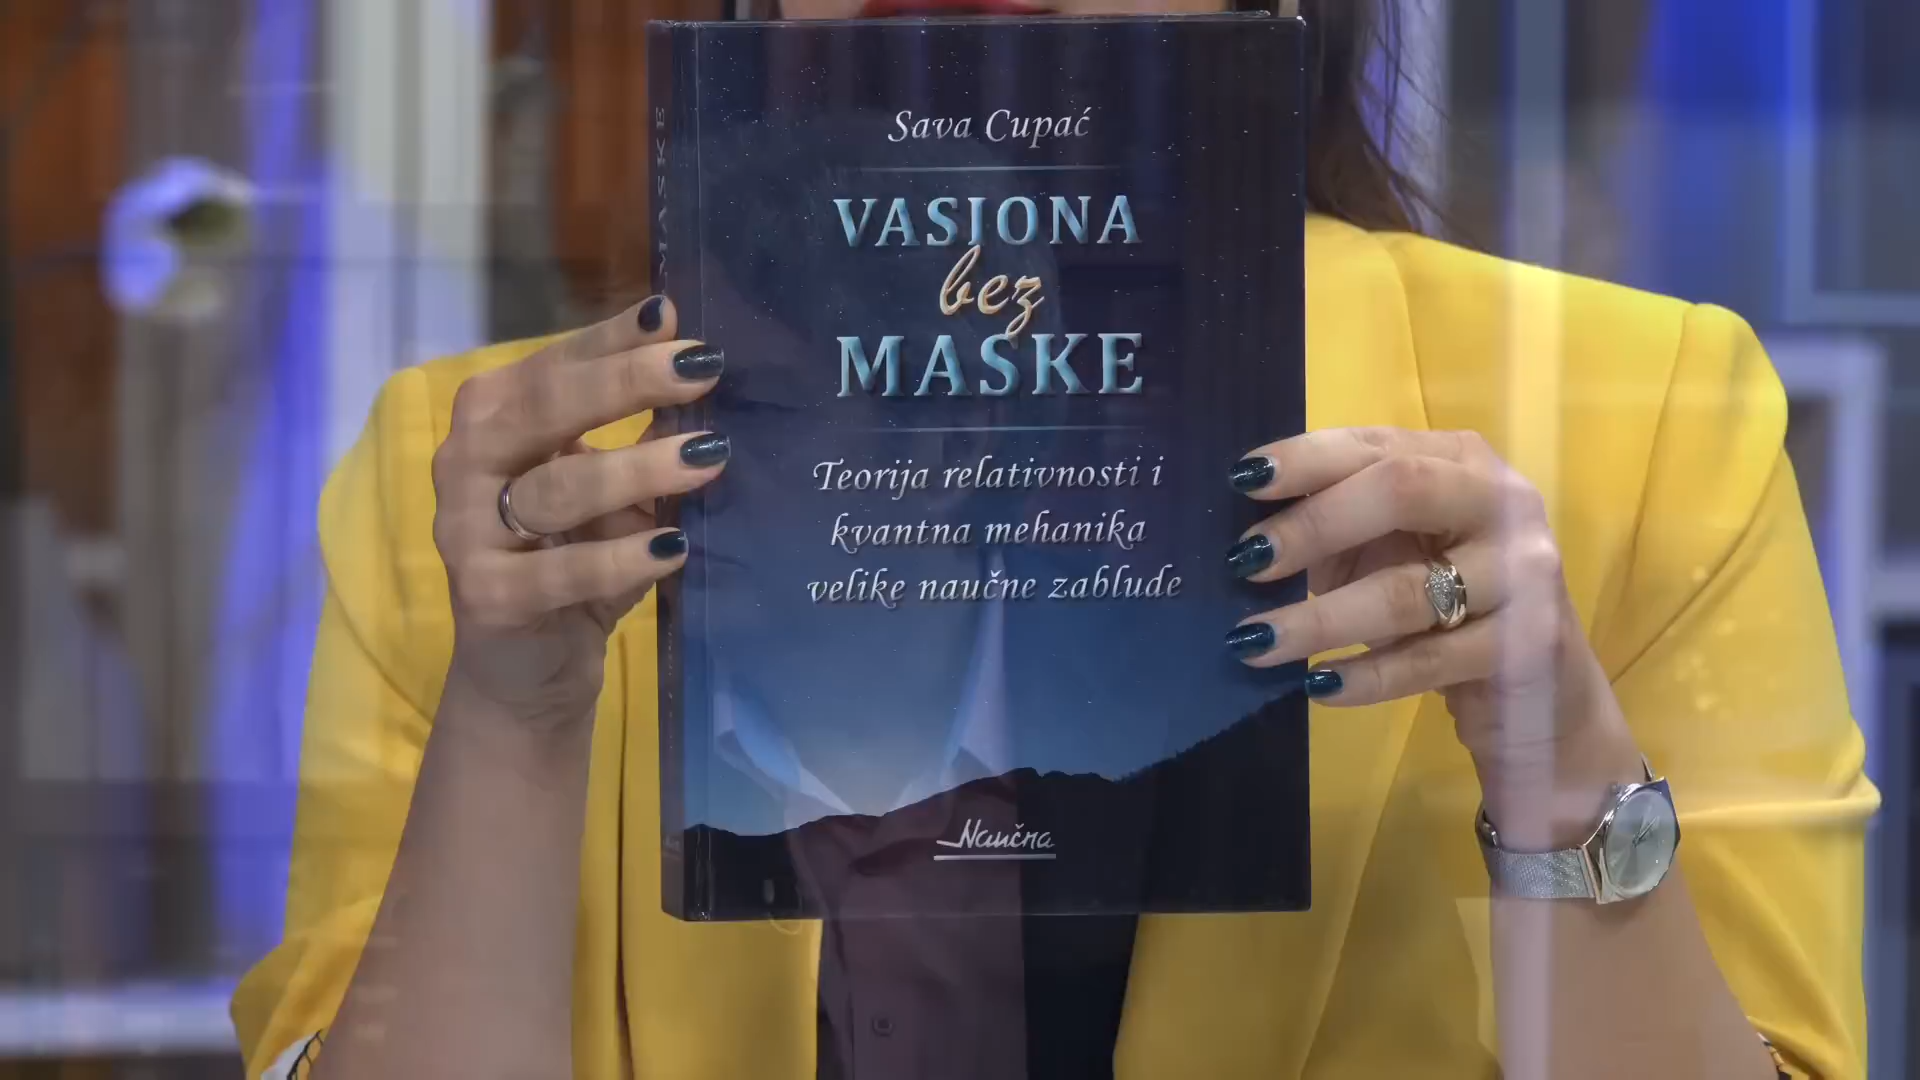 Sava Cupać
VASIONA
bez
MASKE
Teorija relativnosti i
kvantna mehanika
velike naučne zablude
Naučna
MASKE